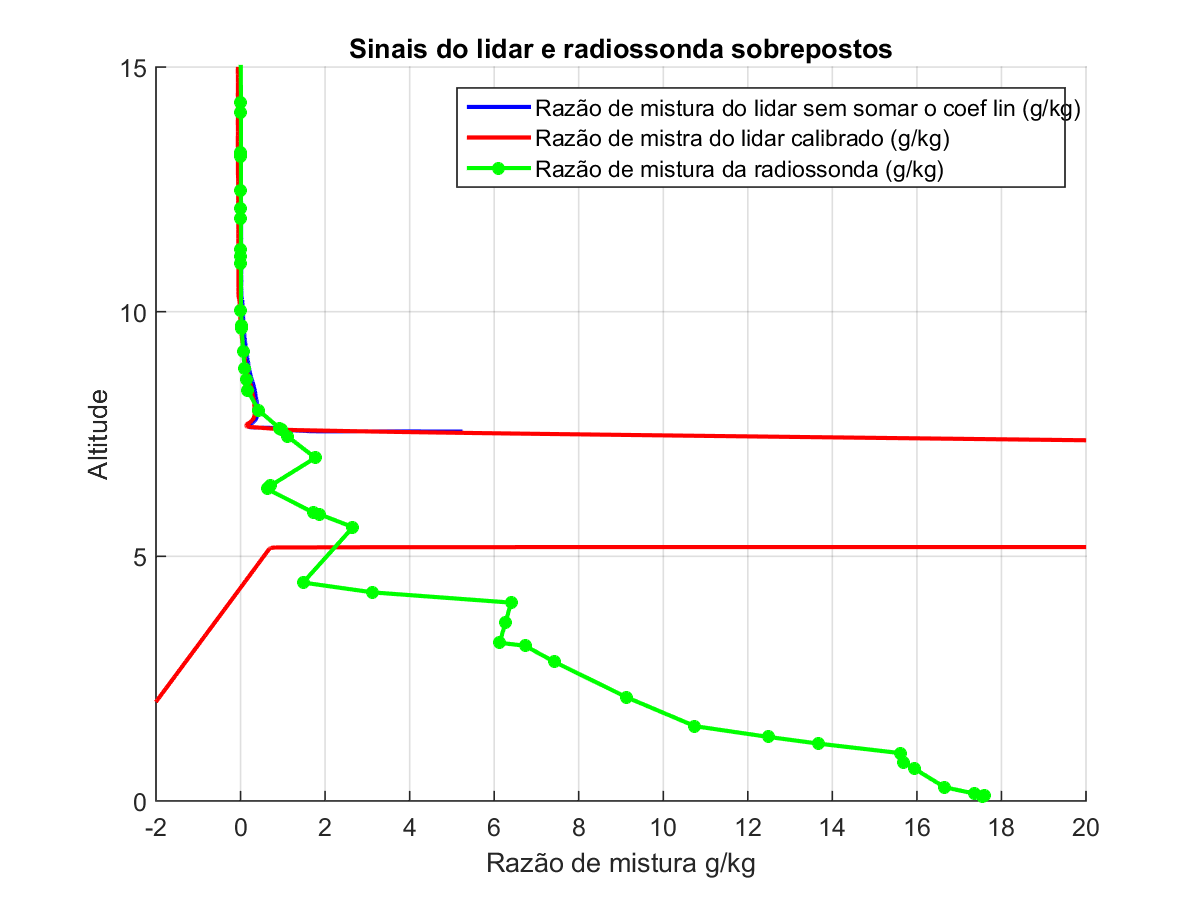 Sinais do lidar e radiossonda sobrepostos
15
Razão de mistura do lidar sem somar o coef lin (g/kg)
Razão de mistra do lidar calibrado (g/kg)
Razão de mistura da radiossonda (g/kg)
10
Altitude
5
0
-2 0 2 4 6 8 10 12 14 16 18 20
Razão de mistura g/kg